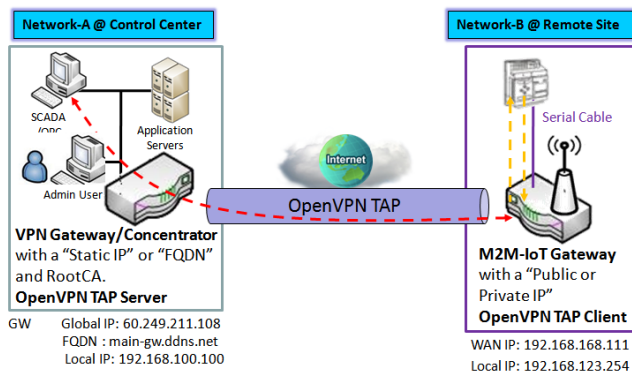 Network-A @ Control Center
Network-B @ Remote Site
SCADA
Application
Servers
Admin User
Serial Cable
Internet
OpenVPN TAP
VPN Gateway/Concentrator
with a “Static IP” or “FQDN”
and RootCA.
OpenVPN TAP Server
GW Global IP: 60.249.211.108
FQDN : main-gw.ddns.net
Local IP: 192.168.100.100
M2M-IoT Gateway
with a “Public or
Private IP”
OpenVPN TAP Client
WAN IP: 192.168.168.111
Local IP: 192.168.123.254